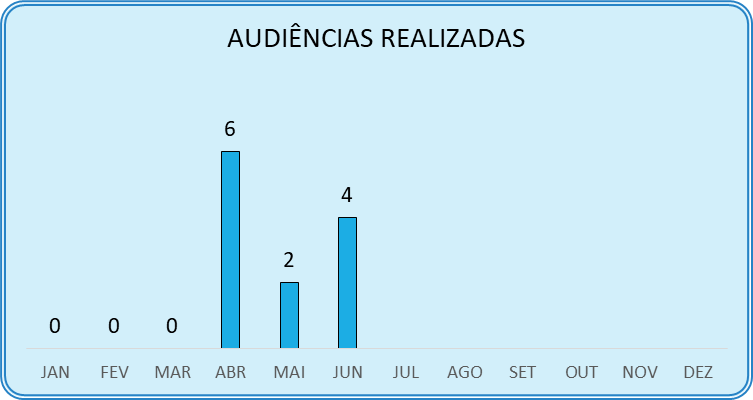 AUDIÊNCIAS REALIZADAS
6
4
2
0 0 0
JAN FEV MAR ABR MAI JUN JUL AGO SET OUT NOV DEZ